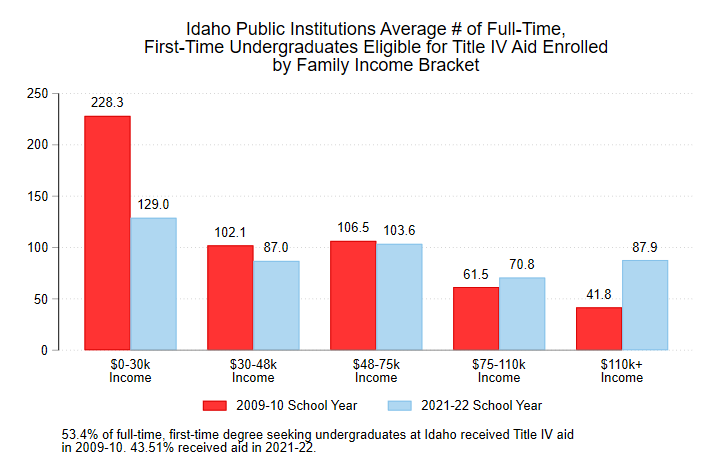 Idaho Public Institutions Average # of Full-Time,
First-Time Undergraduates Eligible for Title IV Aid Enrolled
by Family Income Bracket
250
200
150
100
50
0
228.3
129.0
102.1
87.0
106.5
103.6
61.5
70.8
41.8
87.9
$0-30k
Income
$30-48k
Income
$48-75k
Income
$75-110k
Income
$110k+
Income
2009-10 School Year
2021-22 School Year
53.4% of full-time, first-time degree seeking undergraduates at Idaho received Title IV aid
in 2009-10. 43.51% received aid in 2021-22.